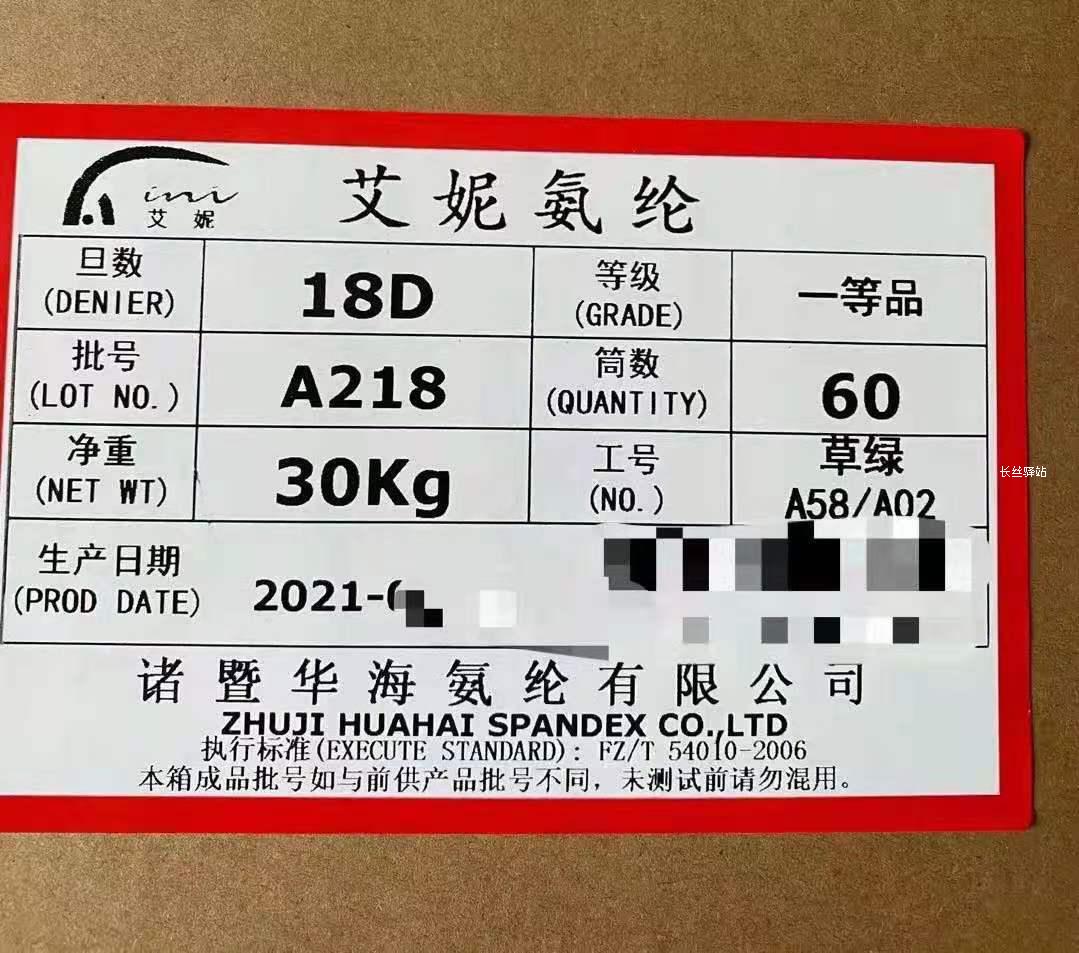 ini
艾妮
艾妮氨纶
旦数
(DENIER)
18D
等级
(GRADE)
一等品
批号
(LOT NO.)
A218
筒数
(QUANTITY)
60
净重
(NET WT)
30Kg
工号
(NO.)
草绿
A58/A02
生产日期
(PROD DATE)
2021-
诸暨华海氨纶有限公司
ZHUJI HUAHAI SPANDEX CO.,LTD
执行标准(EXECUTE STANDARD): FZ/T 54010-2006
本箱成品批号如与前供产品批号不同，未测试前请勿混用。
长丝驿站